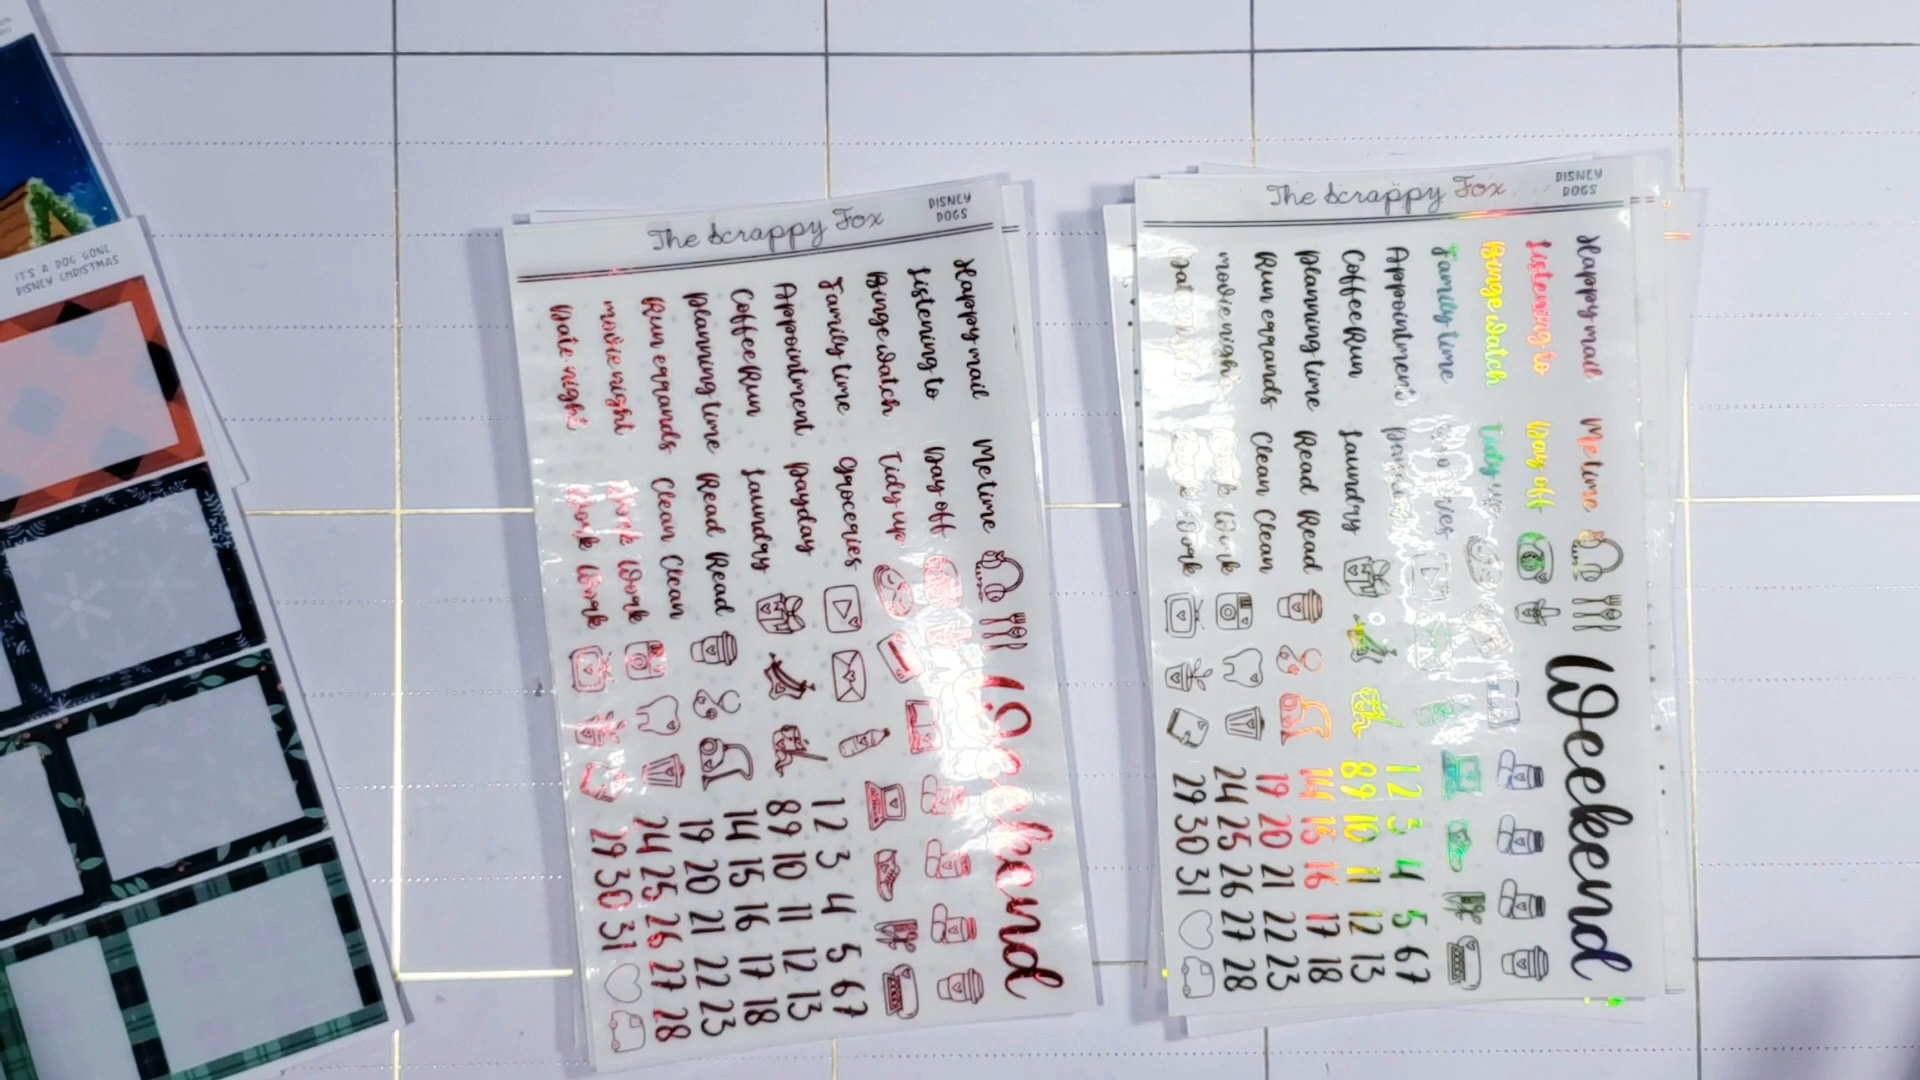 IT'S A DOG GONE
DISNEY CHRISTMAS
The Scrappy Fox
DISNEY
DOGS
Happy mail
Me time
Listening to
Day off
Binge watch
Tidy up
Family time
Groceries
Appointment
Payday
Coffee Run
Laundry
Planning time
Read Read
Run errands
Clean Clean
movie night
Work Work
Date night
Work Work
Weekend
1 2 3 4 5 6 7
8 9 10 11 12 13
14 15 16 17 18
19 20 21 22 23
24 25 26 27 28
29 30 31
The Scrappy Fox
DISNEY
DOGS
Happy mail
Me time
Listening to
Day off
Binge watch
Tidy up
Family time
Groceries
Appointment
Coffee Run
Laundry
Planning time
Read Read
Run errands
Clean Clean
movie night
Work Work
Work Work
Weekend
1 2 3 4 5 6 7
8 9 10 11 12 13
14 15 16 17 18
19 20 21 22 23
24 25 26 27 28
29 30 31